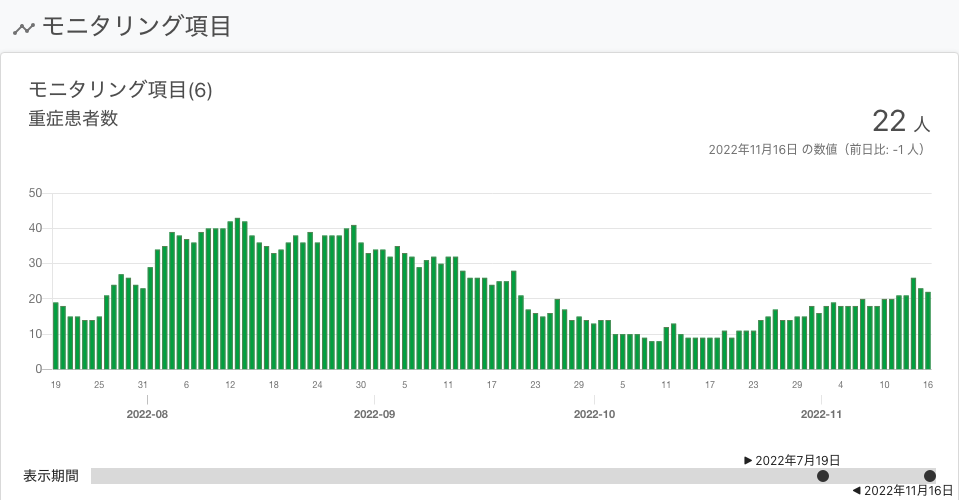 モニタリング項目
モニタリング項目(6)
重症患者数
22 人
2022年11月16日 の数値（前日比: -1 人）
50
40
30
20
10
0
19 25 31 6 12 18 24 30 5 11 17 23 29 5 11 17 23 29 4 10 16
2022-08 2022-09 2022-10 2022-11
表示期間
▶ 2022年7月19日
◀ 2022年11月16日